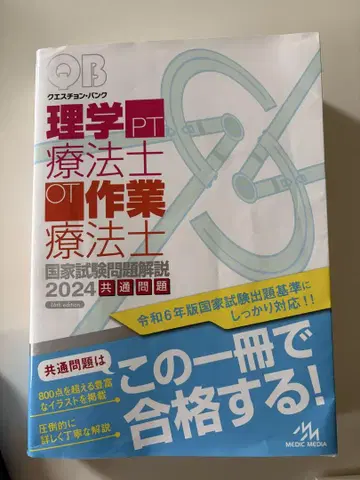 QB
クエスチョン・バンク
理学PT
療法士
OT作業
療法士
国家試験問題解説
2024 共通問題
令和6年版国家試験出題基準に
しっかり対応!!
共通問題は
この一冊で
合格する!
800点を超える豊富
なイラストを掲載
圧倒的に
詳しく丁寧な解説
MEDIC MEDIA